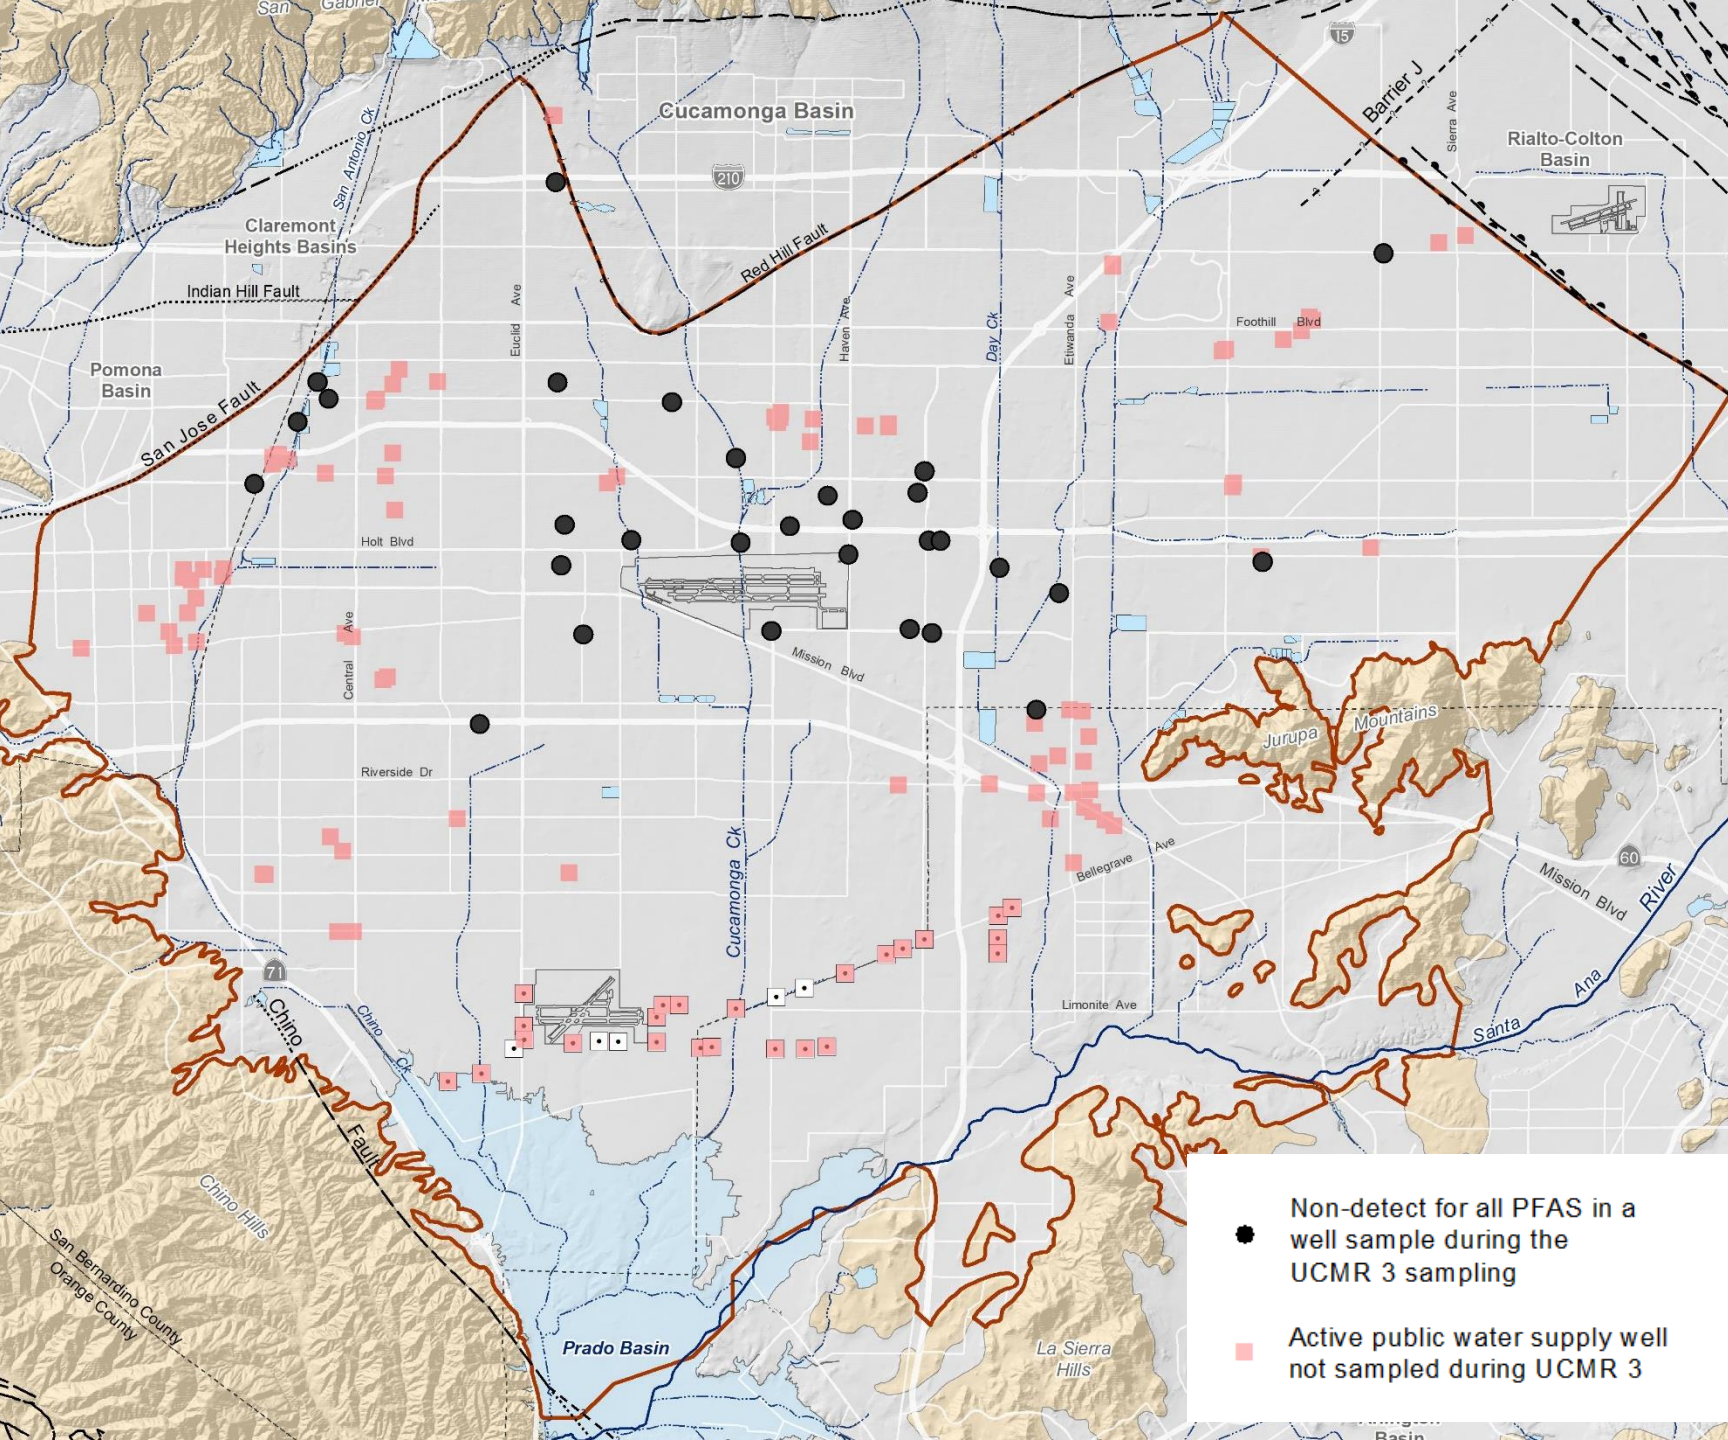 San Gabriel
15
Barrier J
Sierra Ave
Cucamonga Basin
Rialto-Colton
Basin
San Antonio Ck
210
Claremont
Heights Basins
Red Hill Fault
Indian Hill Fault
Euclid Ave
Haven Ave
Day Ck
Etiwanda Ave
Foothill Blvd
Pomona
Basin
San Jose Fault
Holt Blvd
Central Ave
Mission Blvd
Jurupa Mountains
Riverside Dr
Cucamonga Ck
Bellegrave Ave
60
Mission Blvd
River
71
Chino
Chino Ck
Limonite Ave
Ana
Santa
Fault
Chino Hills
San Bernardino County
Orange County
Prado Basin
La Sierra
Hills
Non-detect for all PFAS in a
well sample during the
UCMR 3 sampling
Active public water supply well
not sampled during UCMR 3
Basin